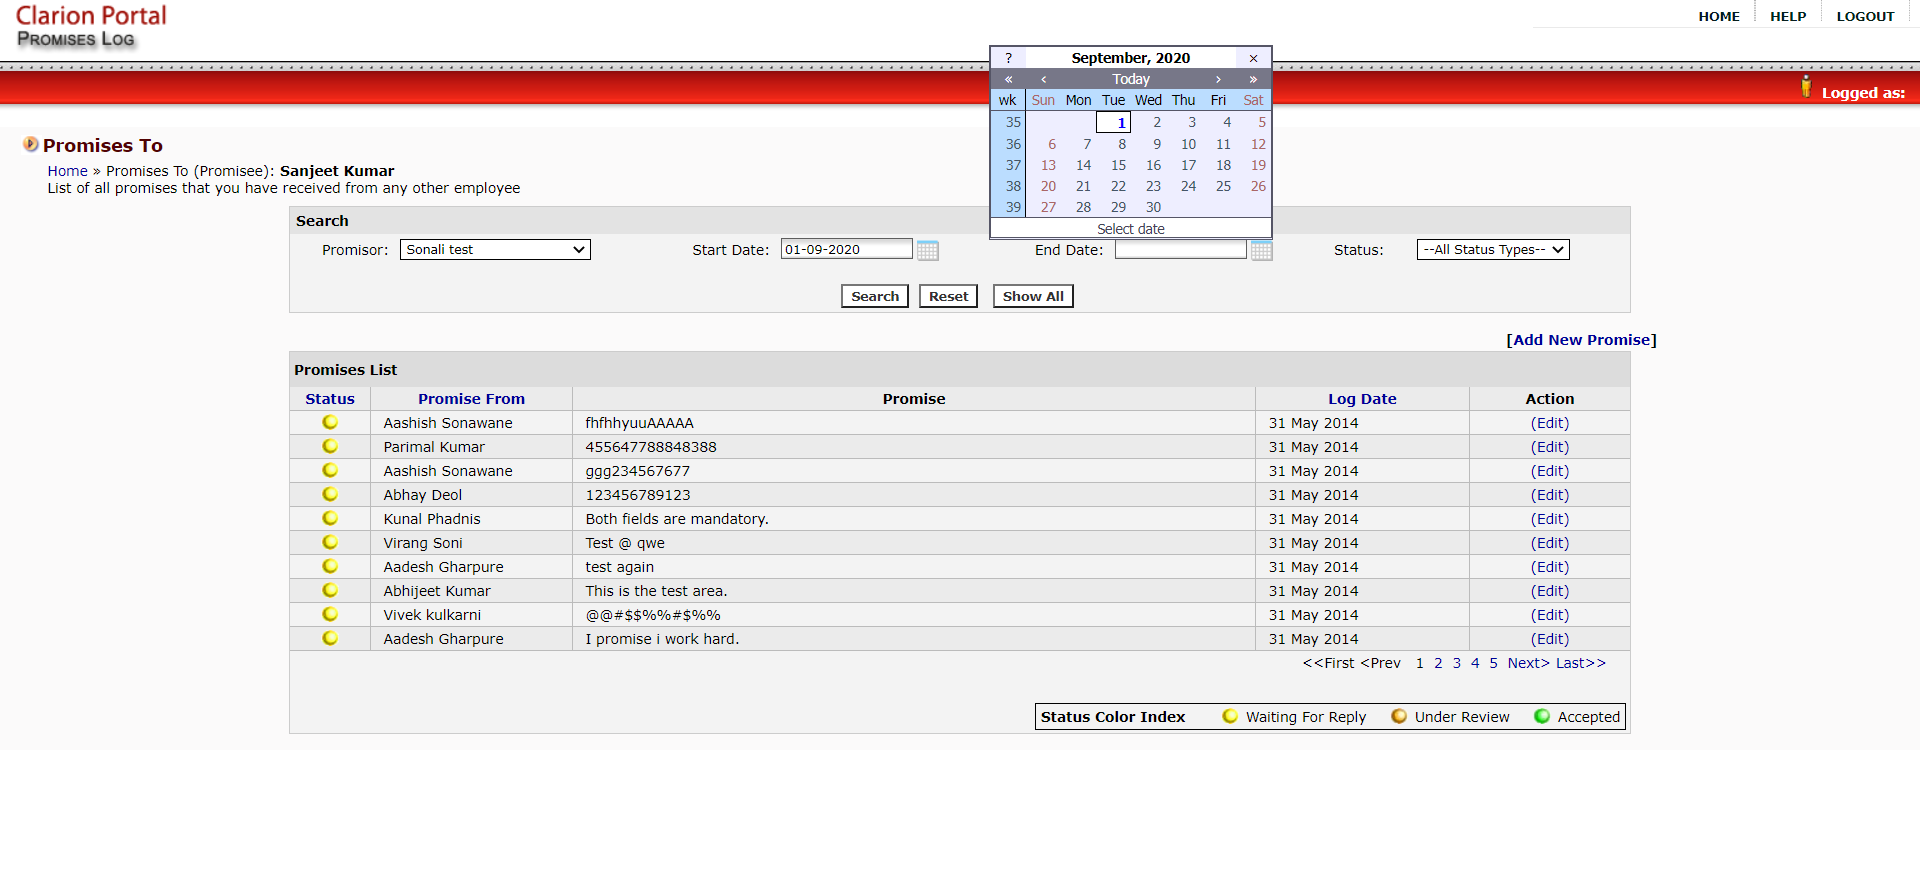 Clarion Portal
PROMISES LOG
HOME HELP LOGOUT
Logged as:
? September, 2020 ×
« ‹ Today › »
wk Sun Mon Tue Wed Thu Fri Sat
35 1 2 3 4 5
36 6 7 8 9 10 11 12
37 13 14 15 16 17 18 19
38 20 21 22 23 24 25 26
39 27 28 29 30
Select date
Promises To
Home » Promises To (Promisee): Sanjeet Kumar
List of all promises that you have received from any other employee
Search
Promisor: Sonali test Start Date: 01-09-2020 End Date: Status: --All Status Types--
Search Reset Show All
[Add New Promise]
Promises List
Status Promise From Promise Log Date Action
Aashish Sonawane fhfhhyuuAAAAA 31 May 2014 (Edit)
Parimal Kumar 455647788848388 31 May 2014 (Edit)
Aashish Sonawane ggg234567677 31 May 2014 (Edit)
Abhay Deol 123456789123 31 May 2014 (Edit)
Kunal Phadnis Both fields are mandatory. 31 May 2014 (Edit)
Virang Soni Test @ qwe 31 May 2014 (Edit)
Aadesh Gharpure test again 31 May 2014 (Edit)
Abhijeet Kumar This is the test area. 31 May 2014 (Edit)
Vivek kulkarni @@#$$%%#$%% 31 May 2014 (Edit)
Aadesh Gharpure I promise i work hard. 31 May 2014 (Edit)
<<First <Prev 1 2 3 4 5 Next> Last>>
Status Color Index Waiting For Reply Under Review Accepted